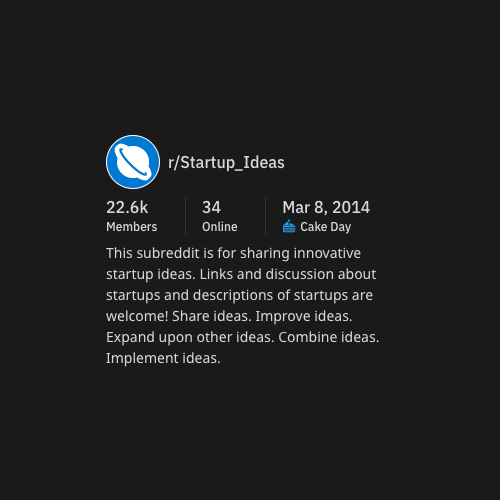 r/Startup_Ideas
22.6k 34 Mar 8, 2014
Members Online Cake Day
This subreddit is for sharing innovative
startup ideas. Links and discussion about
startups and descriptions of startups are
welcome! Share ideas. Improve ideas.
Expand upon other ideas. Combine ideas.
Implement ideas.